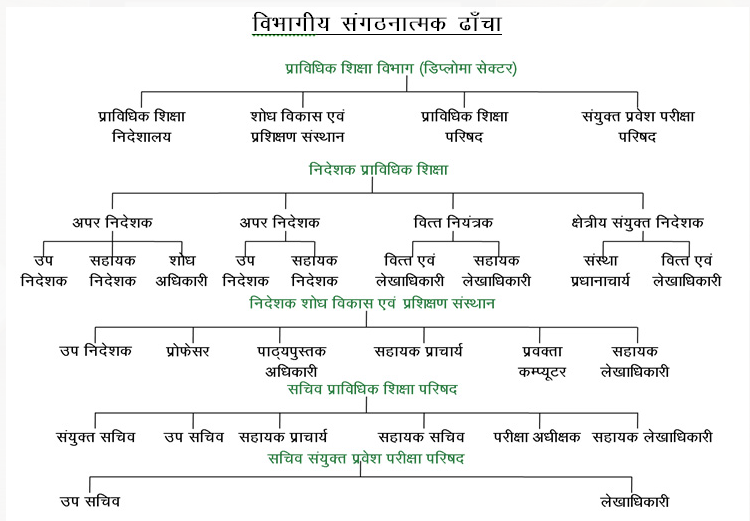 विभागीय संगठनात्मक ढाँचा
प्राविधिक शिक्षा विभाग (डिप्लोमा सेक्टर)
प्राविधिक शिक्षा शोध विकास एवं प्राविधिक शिक्षा संयुक्त प्रवेश परीक्षा
निदेशालय प्रशिक्षण संस्थान परिषद परिषद
निदेशक प्राविधिक शिक्षा
अपर निदेशक अपर निदेशक वित्त नियंत्रक क्षेत्रीय संयुक्त निदेशक
उप सहायक शोध उप सहायक वित्त एवं सहायक संस्था वित्त एवं
निदेशक निदेशक अधिकारी निदेशक निदेशक लेखाधिकारी लेखाधिकारी प्रधानाचार्य लेखाधिकारी
निदेशक शोध विकास एवं प्रशिक्षण संस्थान
उप निदेशक प्रोफेसर पाठ्यपुस्तक सहायक प्राचार्य प्रवक्ता सहायक
अधिकारी कम्प्यूटर लेखाधिकारी
सचिव प्राविधिक शिक्षा परिषद
संयुक्त सचिव उप सचिव सहायक प्राचार्य सहायक सचिव परीक्षा अधीक्षक सहायक लेखाधिकारी
सचिव संयुक्त प्रवेश परीक्षा परिषद
उप सचिव लेखाधिकारी